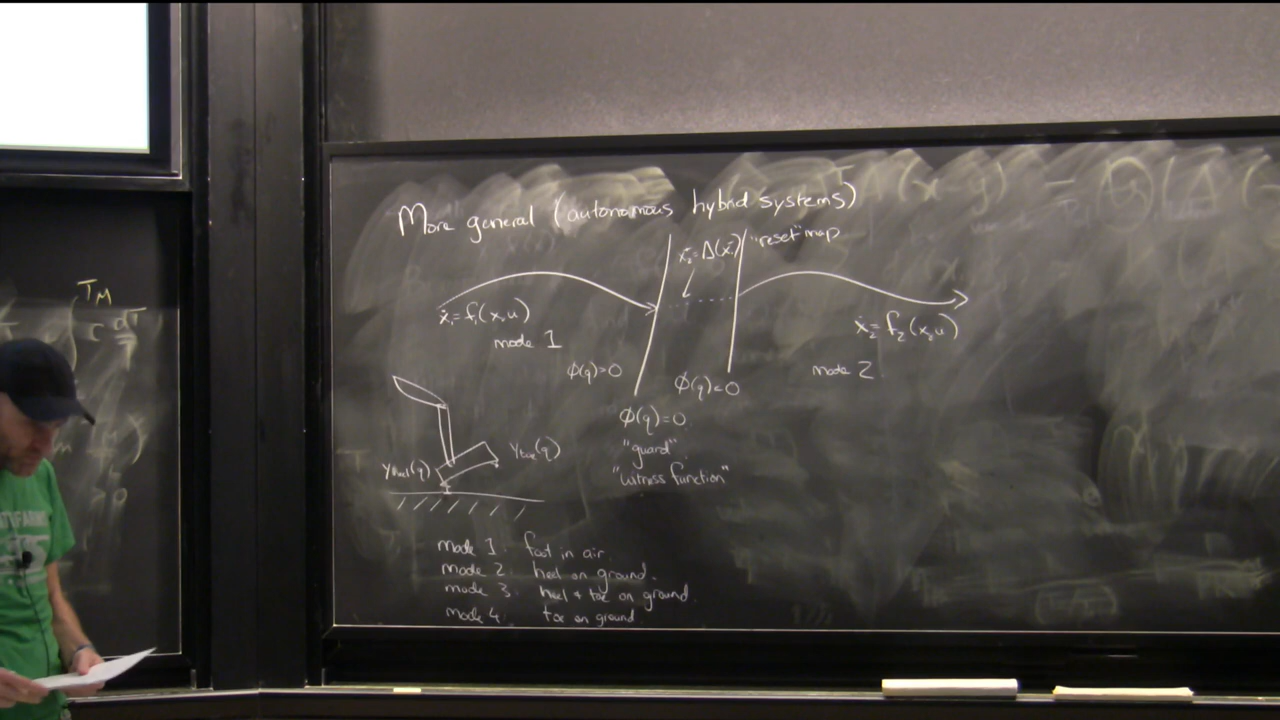 More general (autonomous hybrid systems)
x₂⁺ = Δ(x₁⁻) "reset" map
ẋ₁ = f₁(x₁,u)
mode 1
ẋ₂ = f₂(x₂,u)
mode 2
ϕ(q)>0
ϕ(q)<0
ϕ(q)=0
"guard"
"witness function"
y_heel(q)
y_toe(q)
mode 1: foot in air
mode 2: heel on ground.
mode 3: heel + toe on ground.
mode 4: toe on ground
T_M